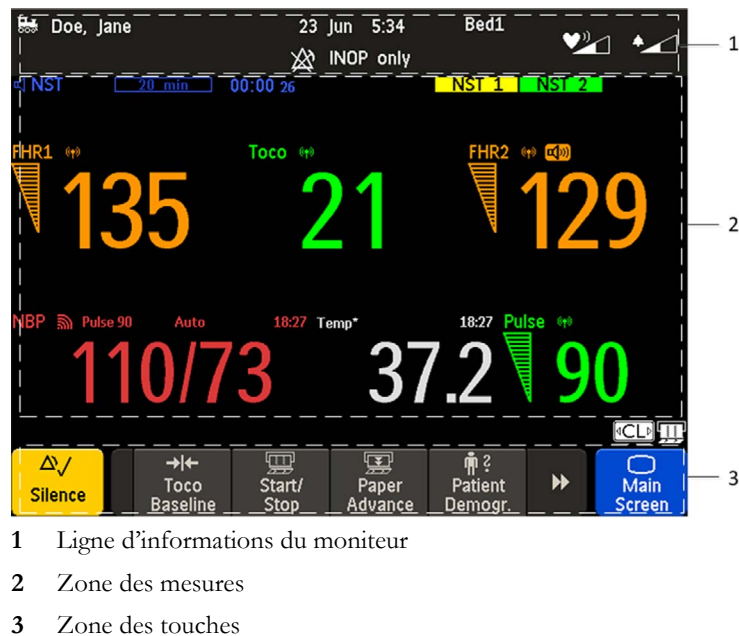 Doe, Jane 23 Jun 5:34 Bed1
INOP only
1
NST 20 min 00:00 26 NST 1 NST 2
FHR1 Toco FHR2
135 21 129
2
NBP Pulse 90 Auto 18:27 Temp* 18:27 Pulse
110/73 37.2 90
CL
Silence
Toco Baseline
Start/ Stop
Paper Advance
Patient Demogr.
Main Screen
3
1 Ligne d'informations du moniteur
2 Zone des mesures
3 Zone des touches